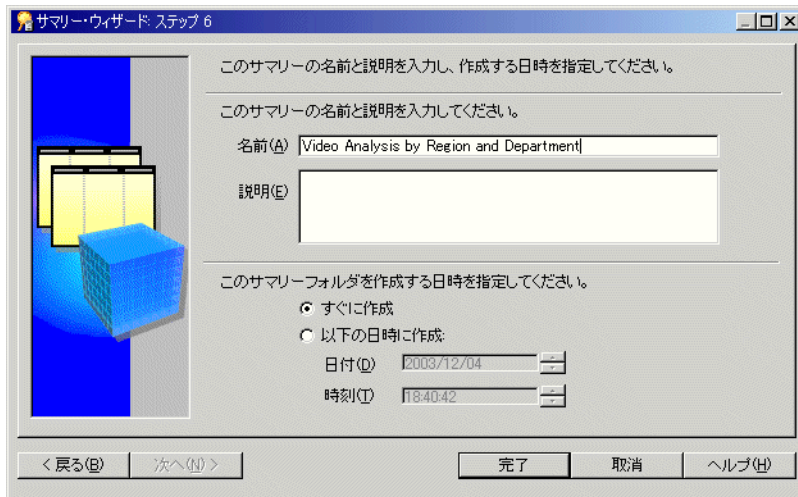 サマリー・ウィザード: ステップ 6
このサマリーの名前と説明を入力し、作成する日時を指定してください。
このサマリーの名前と説明を入力してください。
名前(A) Video Analysis by Region and Department
説明(E)
このサマリーフォルダを作成する日時を指定してください。
すぐに作成
以下の日時に作成:
日付(D) 2003/12/04
時刻(T) 18:40:42
< 戻る(B) 次へ(N) > 完了 取消 ヘルプ(H)